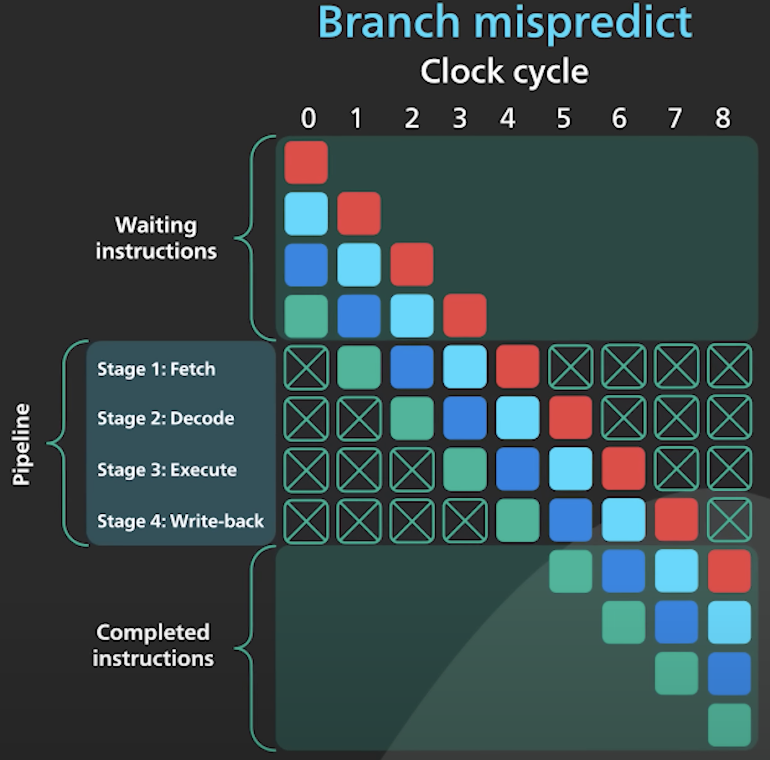 Branch mispredict
Clock cycle
0 1 2 3 4 5 6 7 8
Waiting
instructions
Pipeline
Stage 1: Fetch
Stage 2: Decode
Stage 3: Execute
Stage 4: Write-back
Completed
instructions